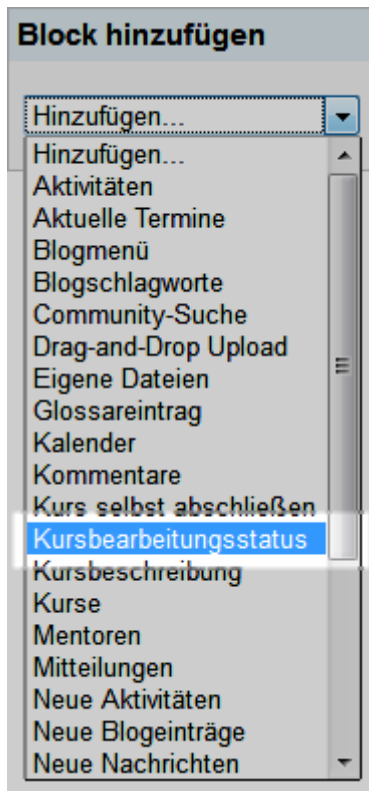 Block hinzufügen
Hinzufügen...
Hinzufügen...
Aktivitäten
Aktuelle Termine
Blogmenü
Blogschlagworte
Community-Suche
Drag-and-Drop Upload
Eigene Dateien
Glossareintrag
Kalender
Kommentare
Kurs selbst abschließen
Kursbearbeitungsstatus
Kursbeschreibung
Kurse
Mentoren
Mitteilungen
Neue Aktivitäten
Neue Blogeinträge
Neue Nachrichten